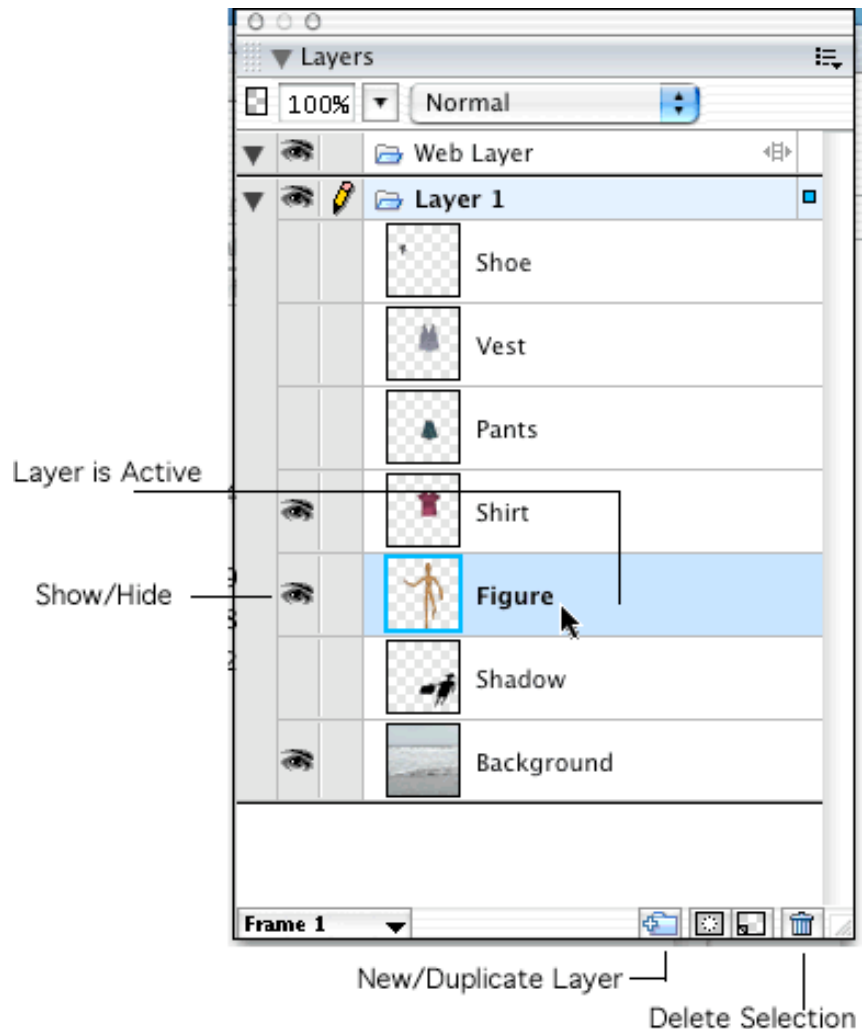 Layers
100% Normal
Web Layer
Layer 1
Shoe
Vest
Pants
Layer is Active
Shirt
Show/Hide
Figure
Shadow
Background
Frame 1
New/Duplicate Layer
Delete Selection